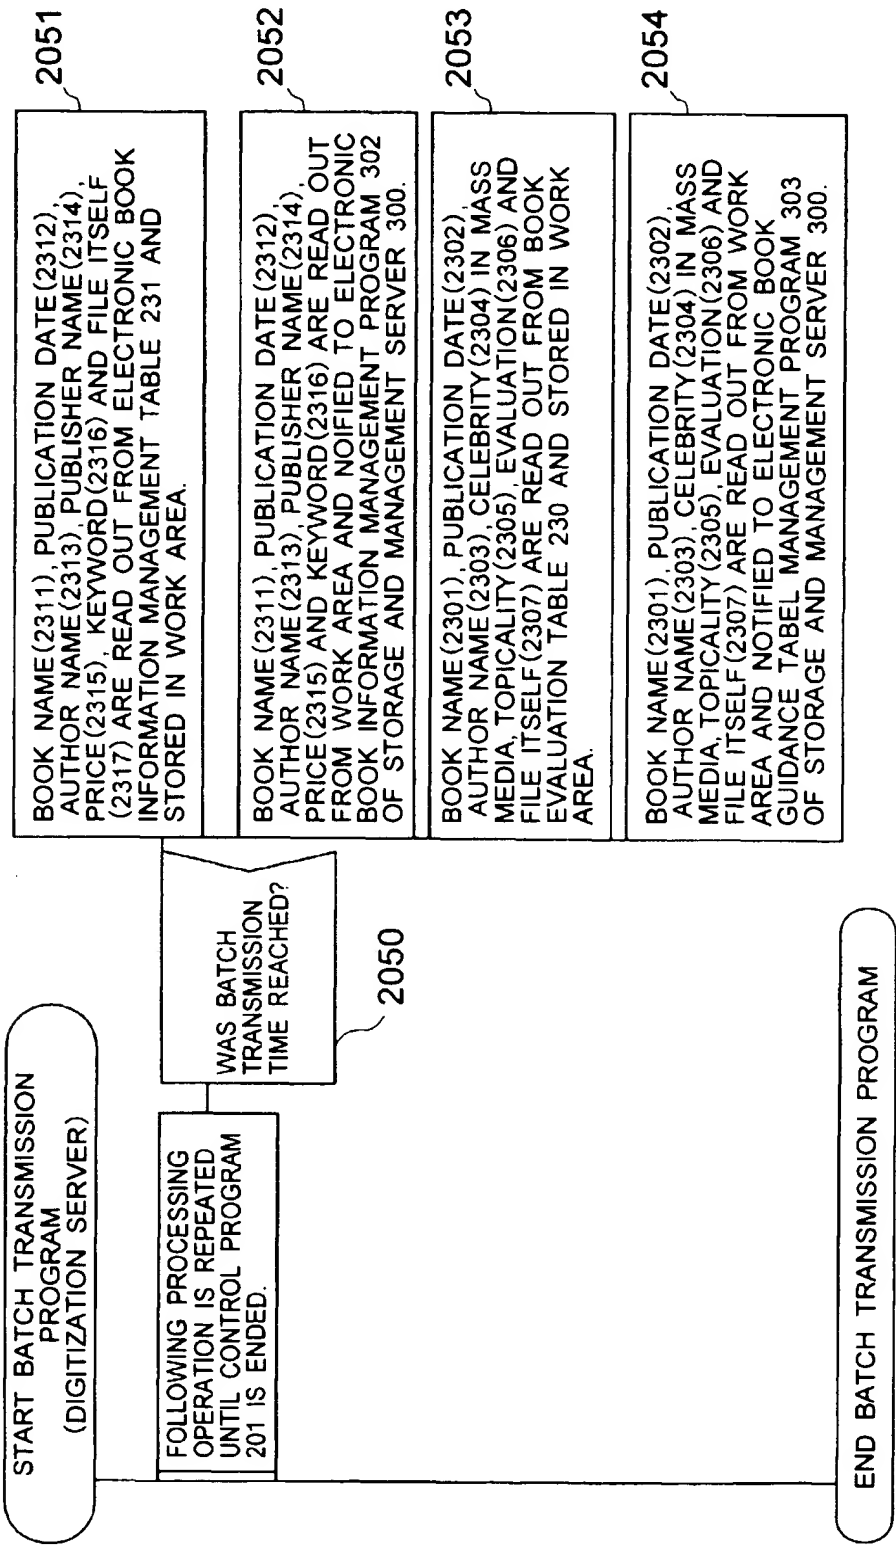 START BATCH TRANSMISSION
PROGRAM
(DIGITIZATION SERVER)
FOLLOWING PROCESSING
OPERATION IS REPEATED
UNTIL CONTROL PROGRAM
201 IS ENDED.
WAS BATCH
TRANSMISSION
TIME REACHED?
2050
BOOK NAME(2311), PUBLICATION DATE(2312),
AUTHOR NAME(2313), PUBLISHER NAME(2314),
PRICE(2315), KEYWORD(2316) AND FILE ITSELF
(2317) ARE READ OUT FROM ELECTRONIC BOOK
INFORMATION MANAGEMENT TABLE 231 AND
STORED IN WORK AREA.
2051
BOOK NAME(2311), PUBLICATION DATE(2312),
AUTHOR NAME(2313), PUBLISHER NAME(2314),
PRICE(2315) AND KEYWORD(2316) ARE READ OUT
FROM WORK AREA AND NOIFIED TO ELECTRONIC
BOOK INFORMATION MANAGEMENT PROGRAM 302
OF STORAGE AND MANAGEMENT SERVER 300.
2052
BOOK NAME(2301), PUBLICATION DATE(2302),
AUTHOR NAME(2303), CELEBRITY(2304) IN MASS
MEDIA, TOPICALITY(2305), EVALUATION(2306) AND
FILE ITSELF(2307) ARE READ OUT FROM BOOK
EVALUATION TABLE 230 AND STORED IN WORK
AREA.
2053
BOOK NAME(2301), PUBLICATION DATE(2302),
AUTHOR NAME(2303), CELEBRITY(2304) IN MASS
MEDIA, TOPICALITY(2305), EVALUATION(2306) AND
FILE ITSELF(2307) ARE READ OUT FROM WORK
AREA AND NOTIFIED TO ELECTRONIC BOOK
GUIDANCE TABEL MANAGEMENT PROGRAM 303
OF STORAGE AND MANAGEMENT SERVER 300.
2054
END BATCH TRANSMISSION PROGRAM